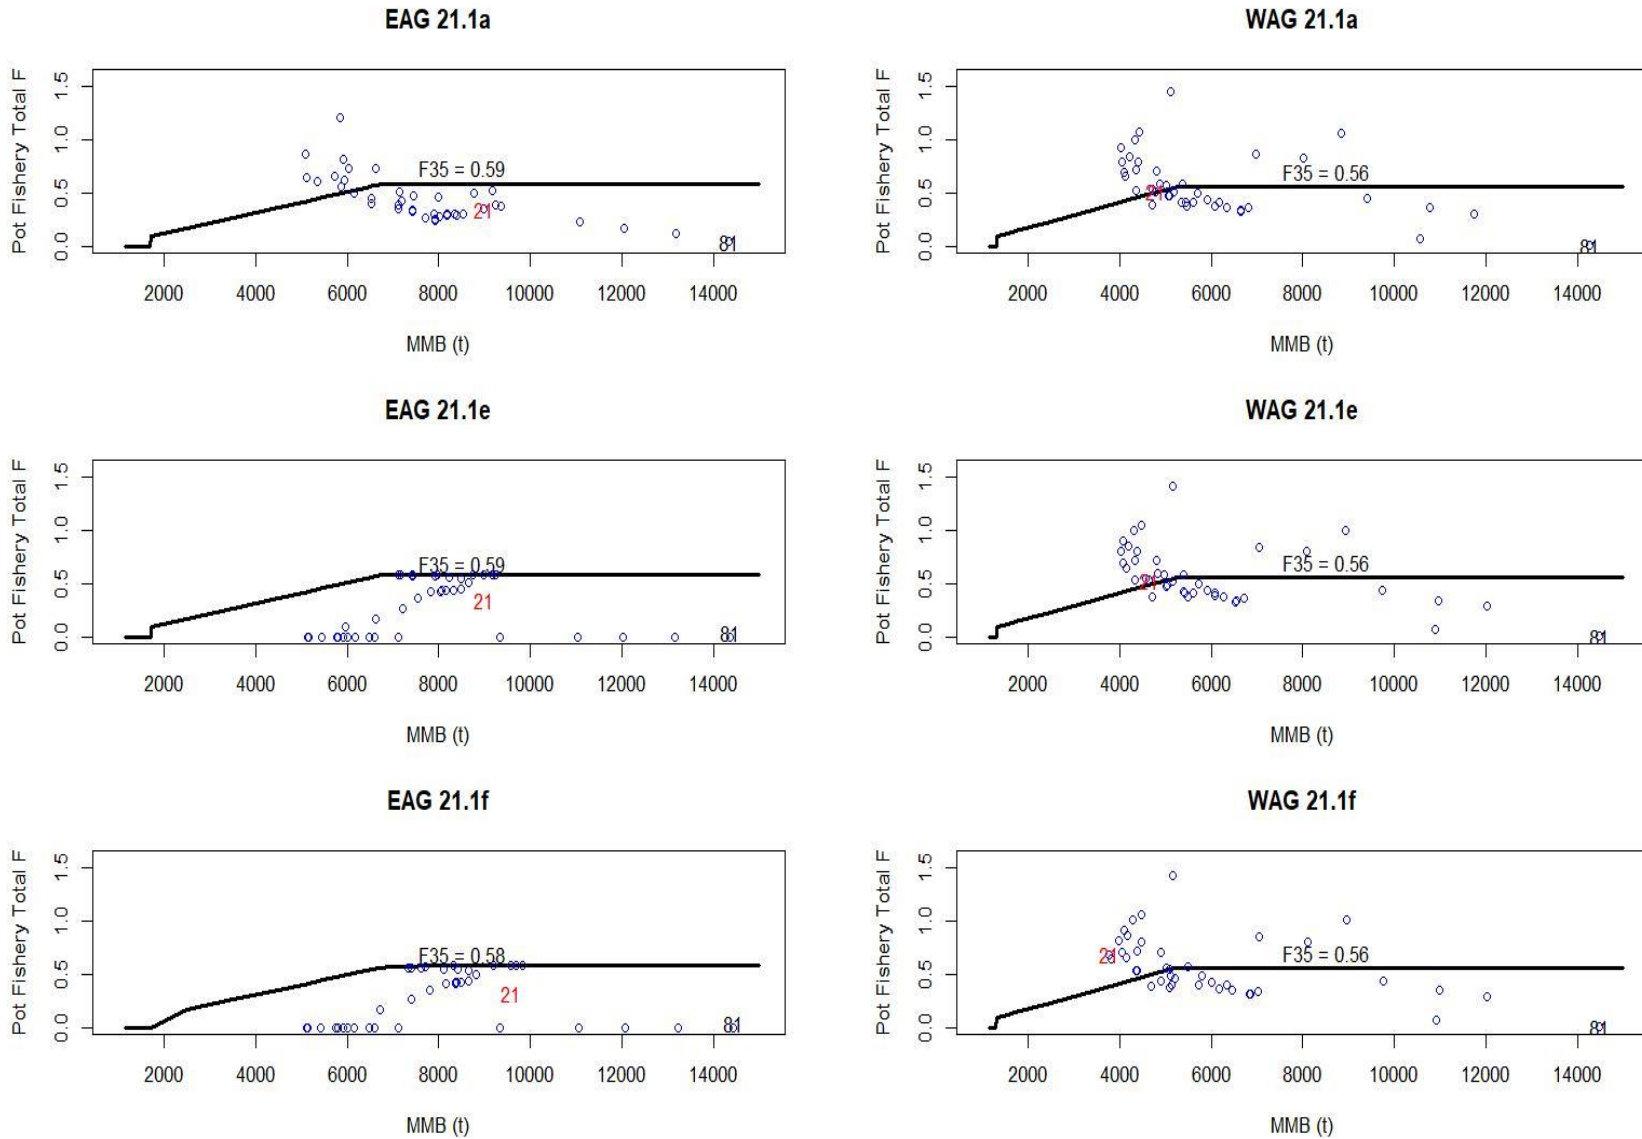 EAG 21.1a
WAG 21.1a
Pot Fishery Total F
0.0 0.5 1.0 1.5
F35 = 0.59
21
81
2000 4000 6000 8000 10000 12000 14000
MMB (t)
Pot Fishery Total F
0.0 0.5 1.0 1.5
F35 = 0.56
21
81
2000 4000 6000 8000 10000 12000 14000
MMB (t)
EAG 21.1e
WAG 21.1e
Pot Fishery Total F
0.0 0.5 1.0 1.5
F35 = 0.59
21
81
2000 4000 6000 8000 10000 12000 14000
MMB (t)
Pot Fishery Total F
0.0 0.5 1.0 1.5
F35 = 0.56
21
81
2000 4000 6000 8000 10000 12000 14000
MMB (t)
EAG 21.1f
WAG 21.1f
Pot Fishery Total F
0.0 0.5 1.0 1.5
F35 = 0.58
21
81
2000 4000 6000 8000 10000 12000 14000
MMB (t)
Pot Fishery Total F
0.0 0.5 1.0 1.5
F35 = 0.56
21
81
2000 4000 6000 8000 10000 12000 14000
MMB (t)